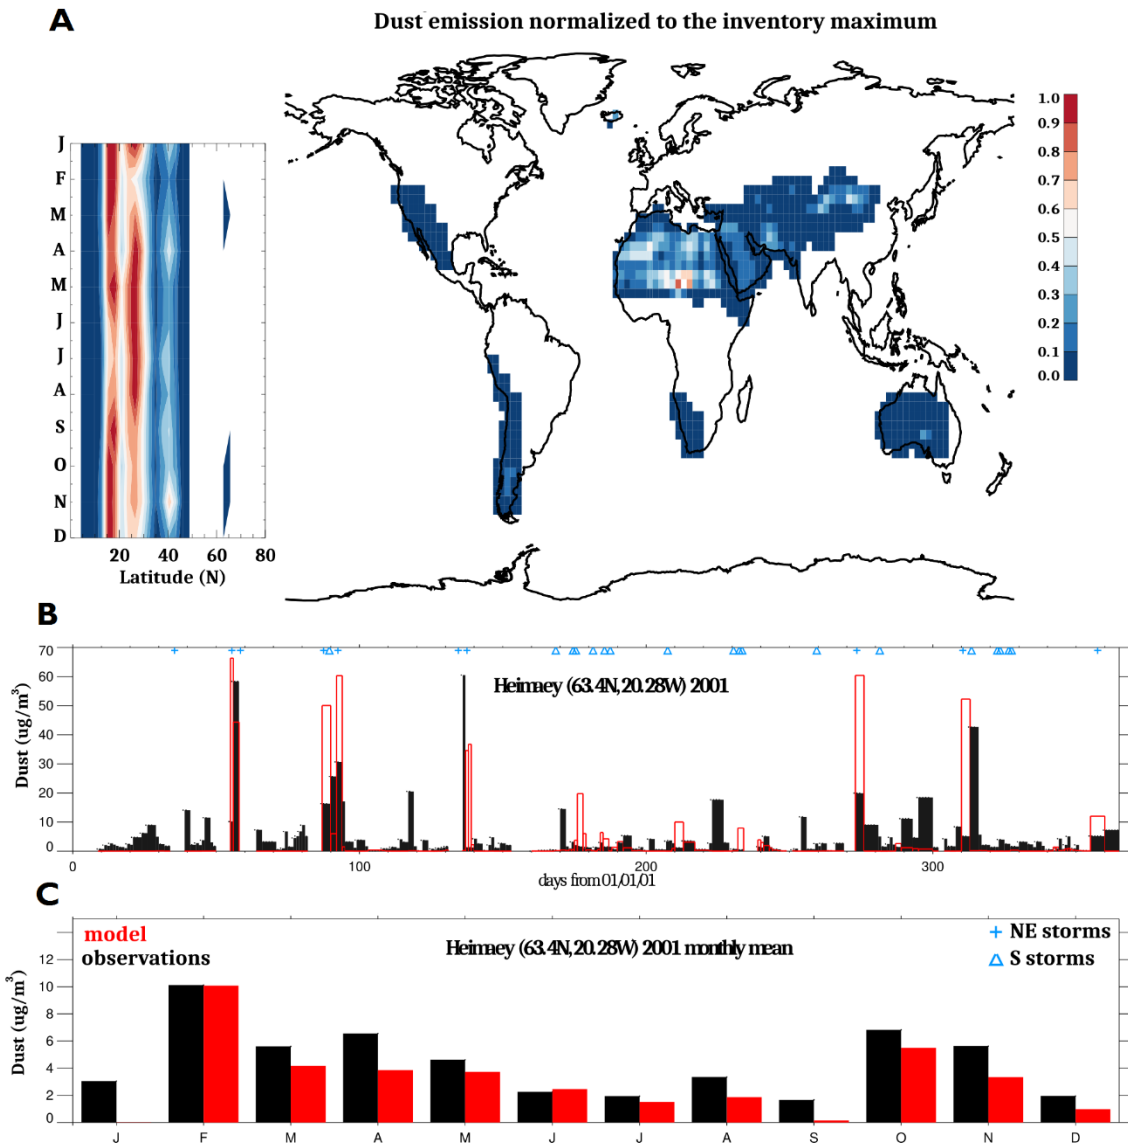 A
Dust emission normalized to the inventory maximum
1.0
0.9
0.8
0.7
0.6
0.5
0.4
0.3
0.2
0.1
0.0
J
F
M
A
M
J
J
A
S
O
N
D
20 40 60 80
Latitude (N)
B
70
60
50
40
30
20
10
0
Dust (ug/m³)
Heimaey (63.4N,20.28W) 2001
0 100 200 300
days from 01/01/01
C
model
observations
Heimaey (63.4N,20.28W) 2001 monthly mean
NE storms
S storms
12
10
8
6
4
2
0
Dust (ug/m³)
J F M A M J J A S O N D